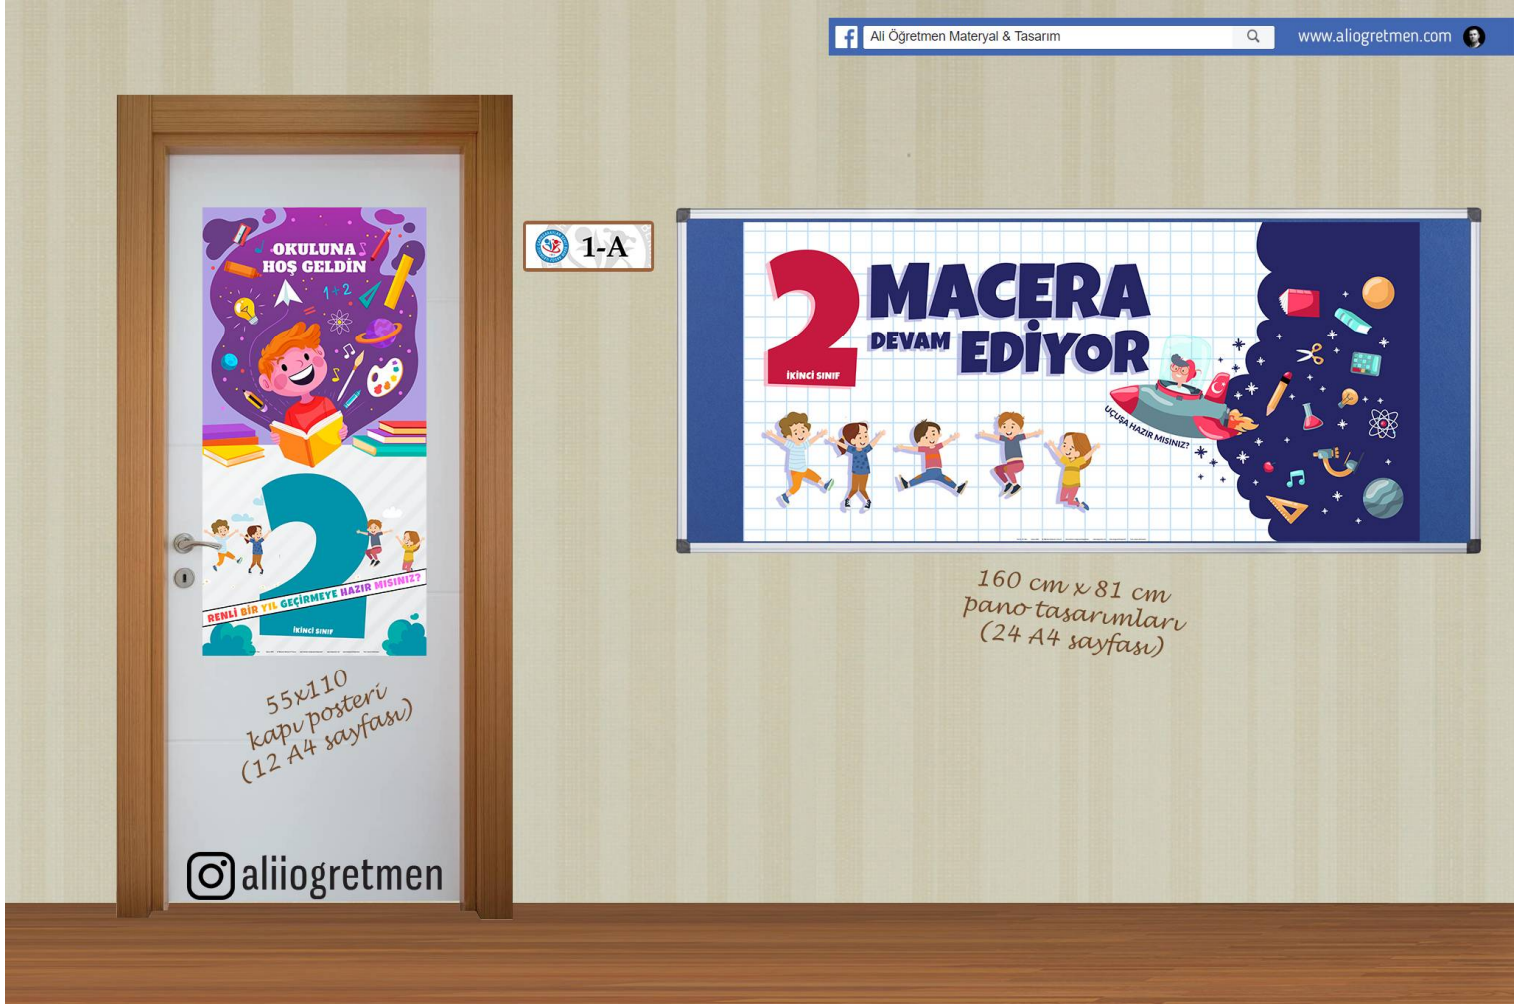 Ali Öğretmen Materyal & Tasarım
www.aliogretmen.com
OKULUNA
HOŞ GELDİN
1+2
RENLİ BİR YIL GEÇİRMEYE HAZIR MISINIZ?
İKİNCİ SINIF
55x110
kapı posteri
(12 A4 sayfası)
aliiogretmen
1-A
2 MACERA
DEVAM EDİYOR
İKİNCİ SINIF
UÇUŞA HAZIR MISINIZ?
160 cm x 81 cm
pano tasarımları
(24 A4 sayfası)